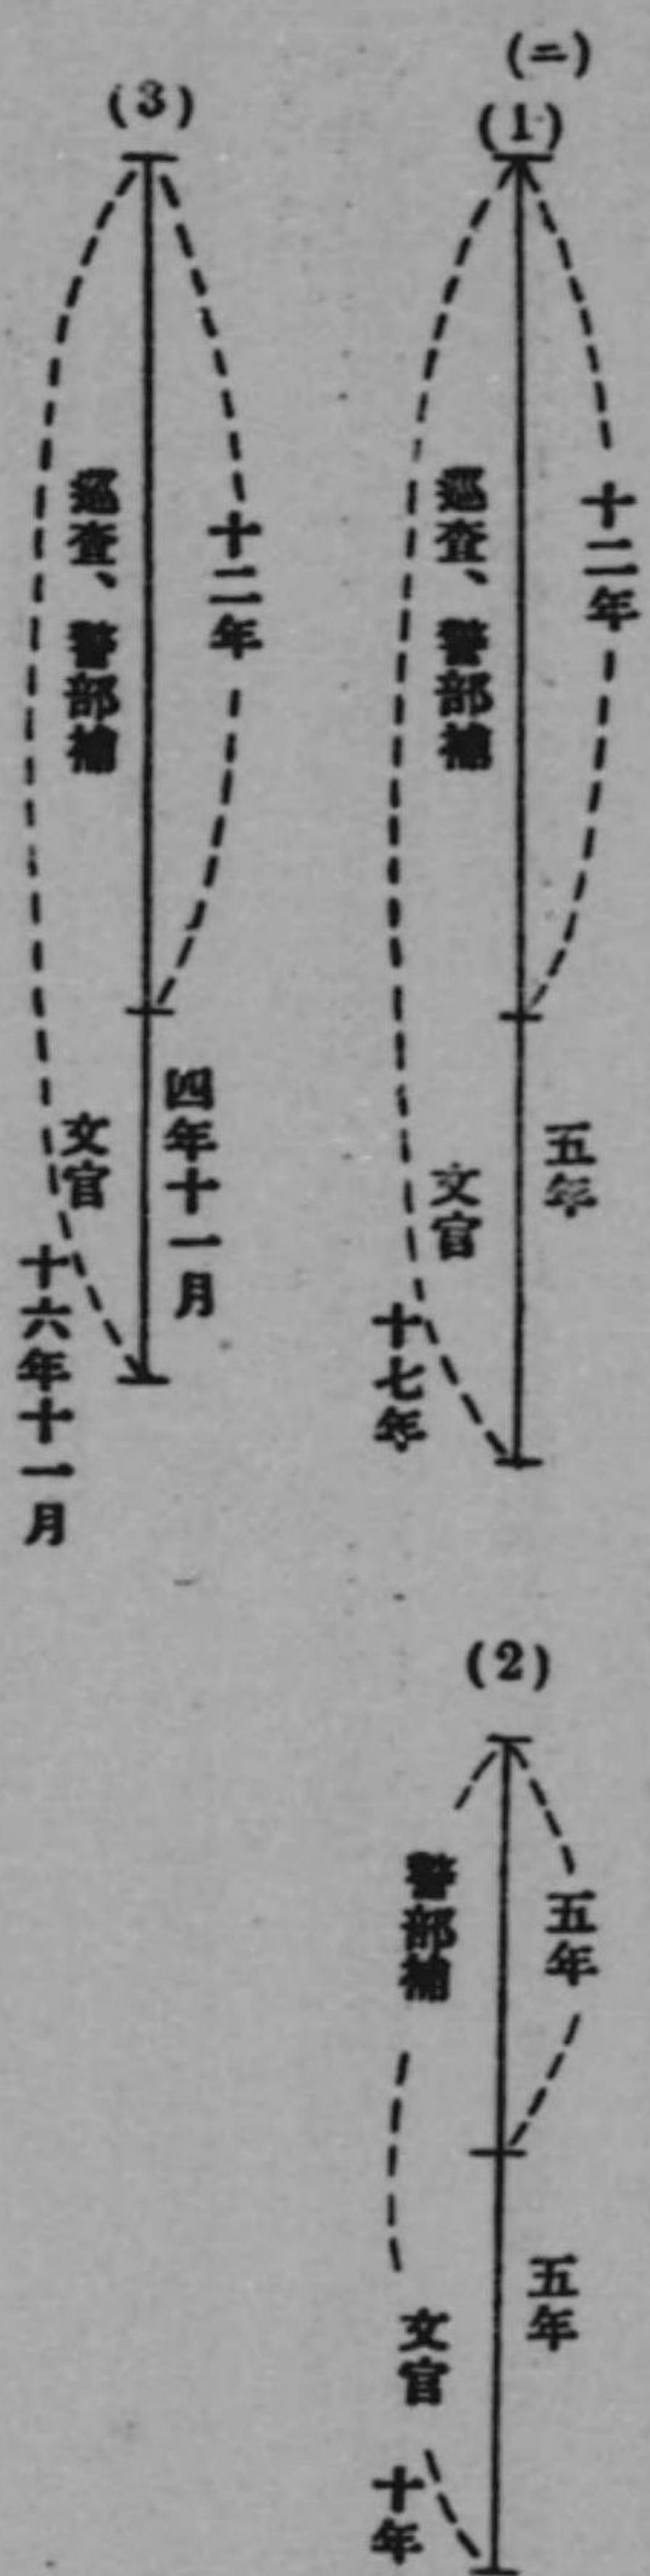 (二)
(1)
十二年
五年
巡査、警部補
文官
十七年
(2)
五年
五年
警部補
文官
十年
(3)
十二年
四年十一月
巡査、警部補
文官
十六年十一月